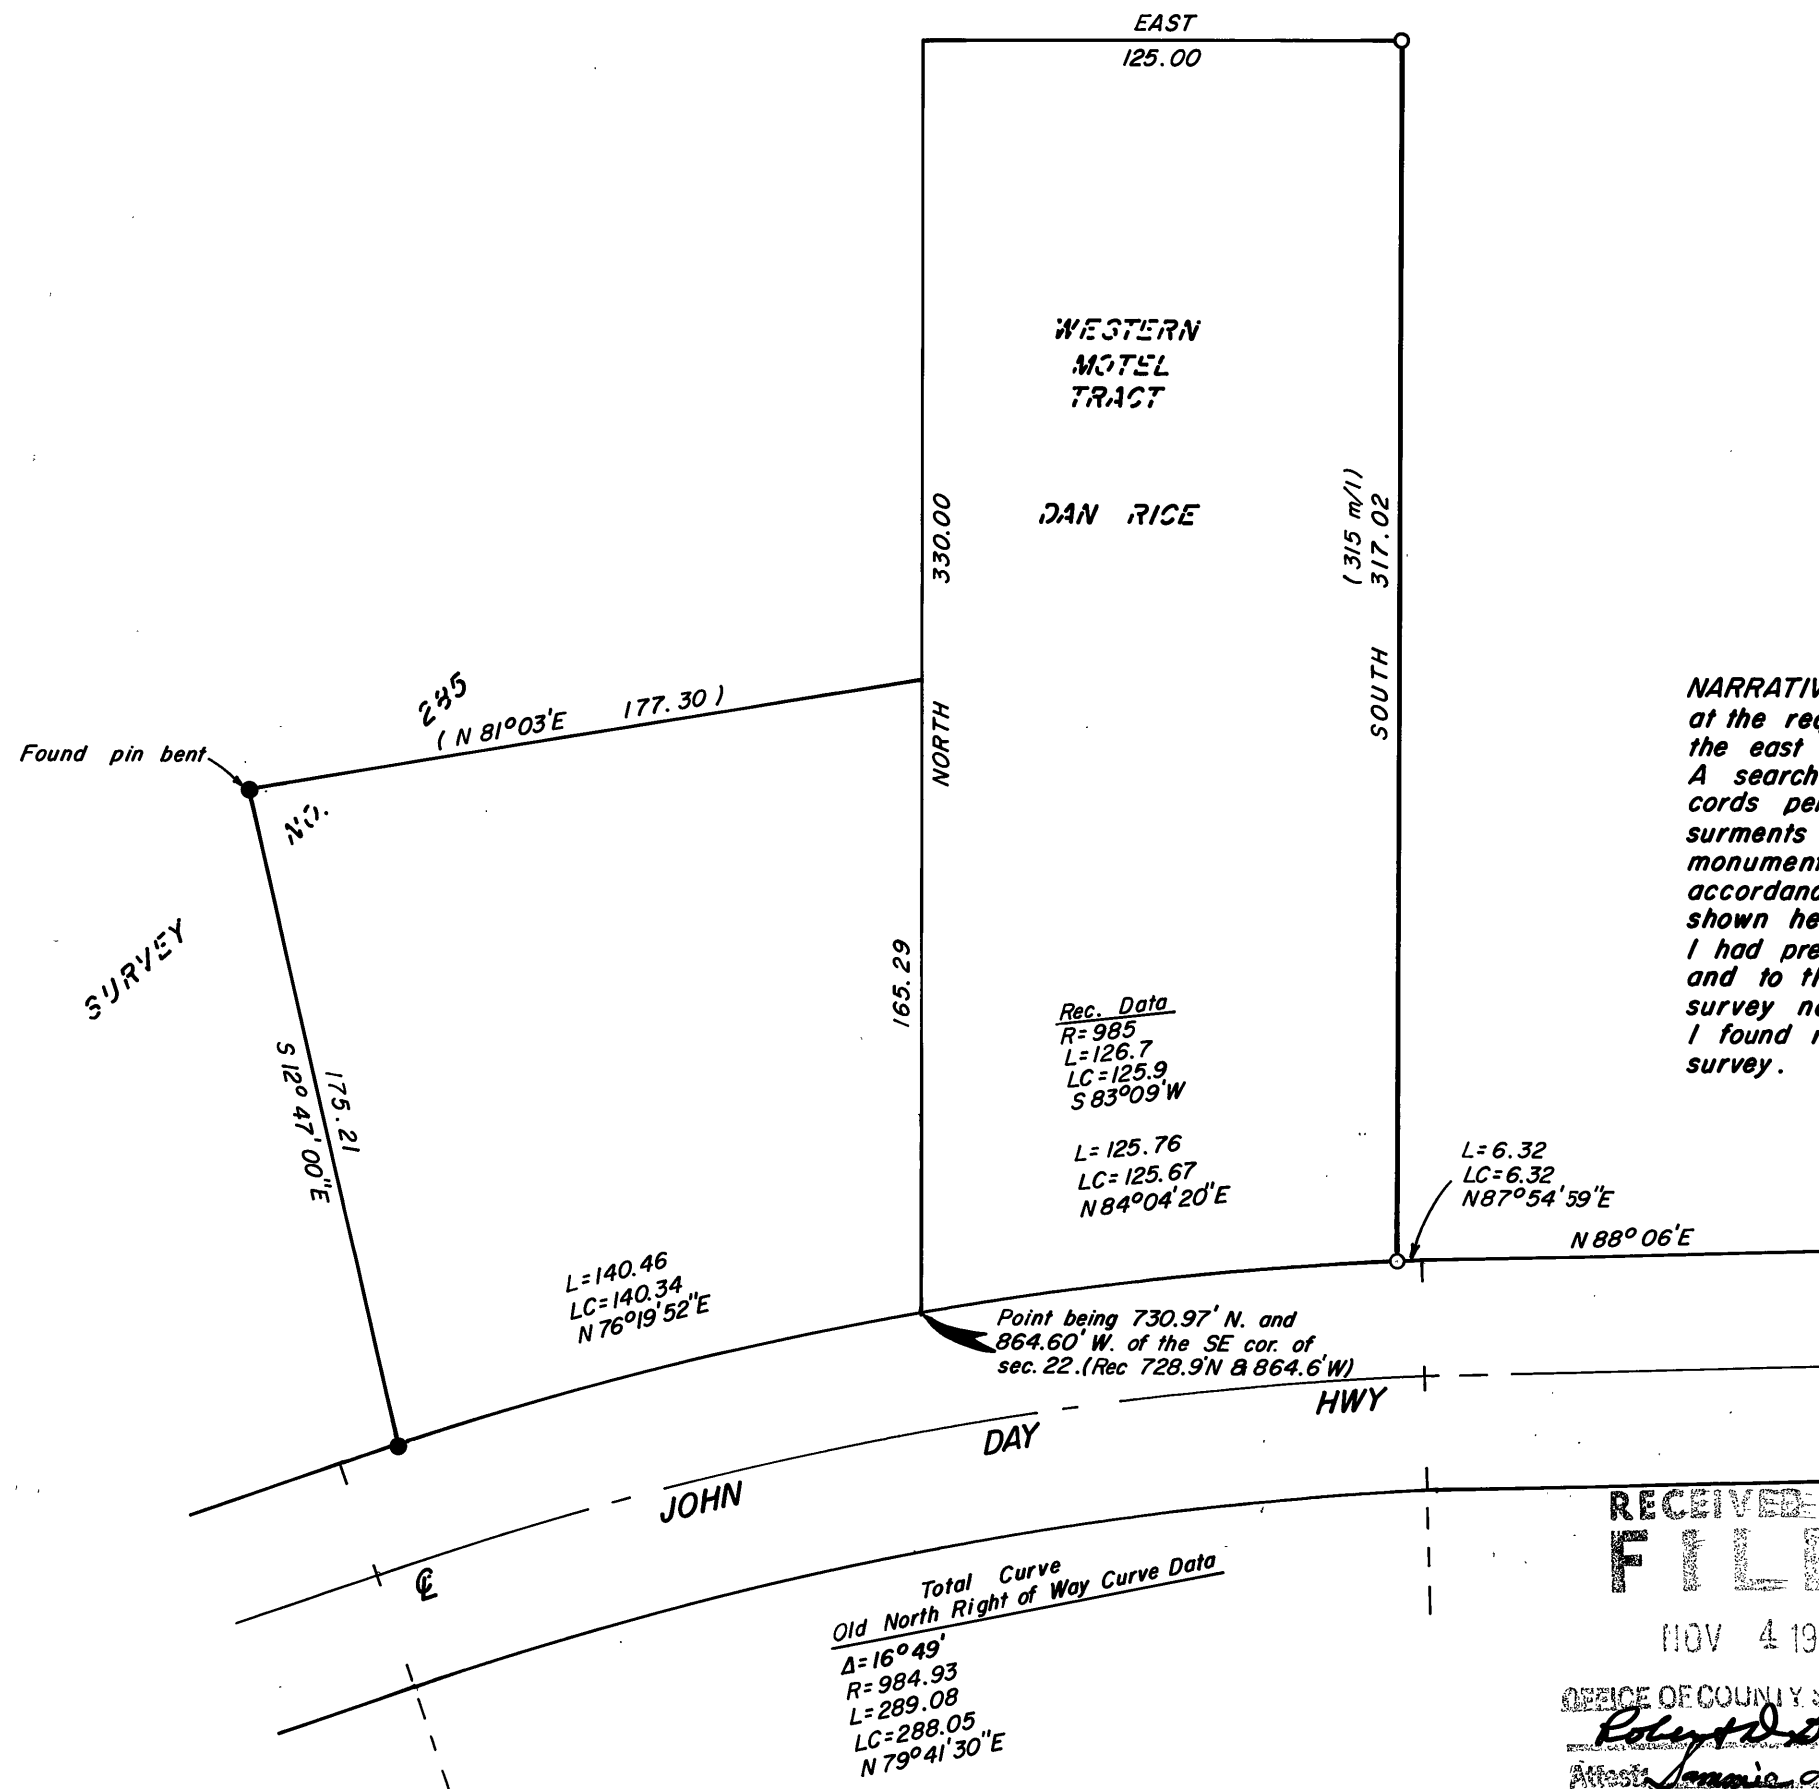 EAST
125.00
WESTERN
MOTEL
TRACT
DAN RICE
NORTH 330.00
(315 m/l)
SOUTH 317.02
285
( N 81°03'E 177.30 )
Found pin bent
NO.
SURVEY
175.21
S 12° 47' 00"E
165.29
Rec. Data
R=985
L=126.7
LC=125.9
S 83°09'W
L=125.76
LC=125.67
N 84°04'20"E
L=6.32
LC=6.32
N87°54'59"E
N 88° 06'E
L=140.46
LC=140.34
N 76°19'52"E
Point being 730.97' N. and
864.60' W. of the SE cor. of
sec. 22.(Rec 728.9'N & 864.6'W)
JOHN DAY HWY
℄
Total Curve
Old North Right of Way Curve Data
Δ=16°49'
R=984.93
L=289.08
LC=288.05
N 79°41'30"E
NARRATIV
at the re
the east
A search
cords pe
surments
monument
accordanc
shown he
I had pre
and to th
survey n
I found
survey.
RECEIVED
FIL
NOV 4 19
OFFICE OF COUNTY S
Attest: